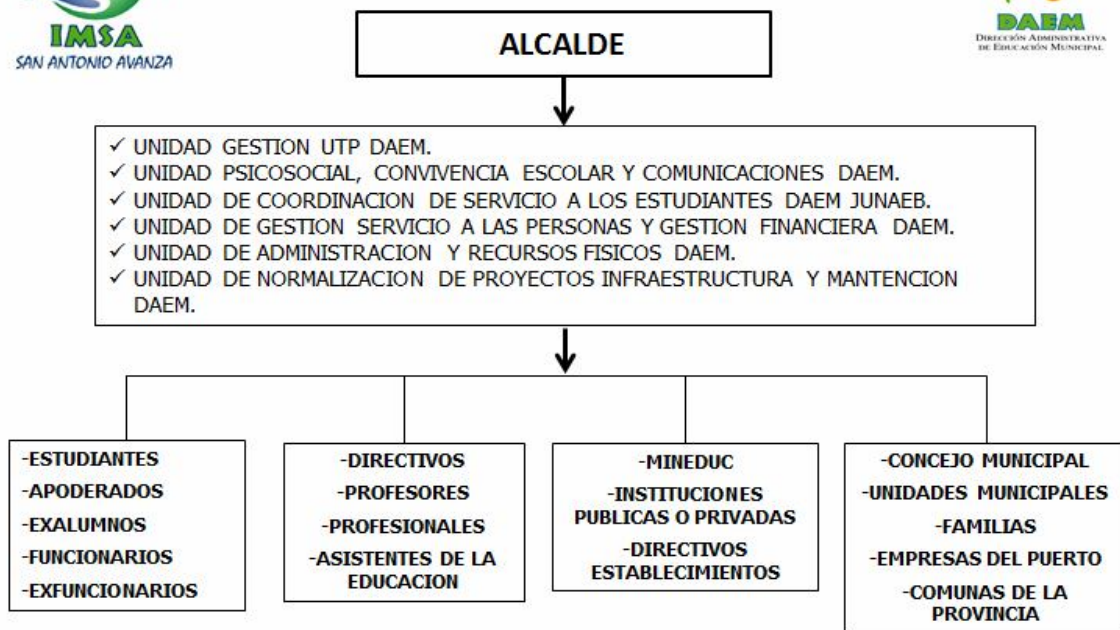 IMSA
SAN ANTONIO AVANZA
ALCALDE
DAEM
DIRECCIÓN ADMINISTRATIVA
DE EDUCACIÓN MUNICIPAL
✓ UNIDAD GESTION UTP DAEM.
✓ UNIDAD PSICOSOCIAL, CONVIVENCIA ESCOLAR Y COMUNICACIONES DAEM.
✓ UNIDAD DE COORDINACION DE SERVICIO A LOS ESTUDIANTES DAEM JUNAEB.
✓ UNIDAD DE GESTION SERVICIO A LAS PERSONAS Y GESTION FINANCIERA DAEM.
✓ UNIDAD DE ADMINISTRACION Y RECURSOS FISICOS DAEM.
✓ UNIDAD DE NORMALIZACION DE PROYECTOS INFRAESTRUCTURA Y MANTENCION
DAEM.
-ESTUDIANTES
-APODERADOS
-EXALUMNOS
-FUNCIONARIOS
-EXFUNCIONARIOS
-DIRECTIVOS
-PROFESORES
-PROFESIONALES
-ASISTENTES DE LA
EDUCACION
-MINEDUC
-INSTITUCIONES
PUBLICAS O PRIVADAS
-DIRECTIVOS
ESTABLECIMIENTOS
-CONCEJO MUNICIPAL
-UNIDADES MUNICIPALES
-FAMILIAS
-EMPRESAS DEL PUERTO
-COMUNAS DE LA
PROVINCIA